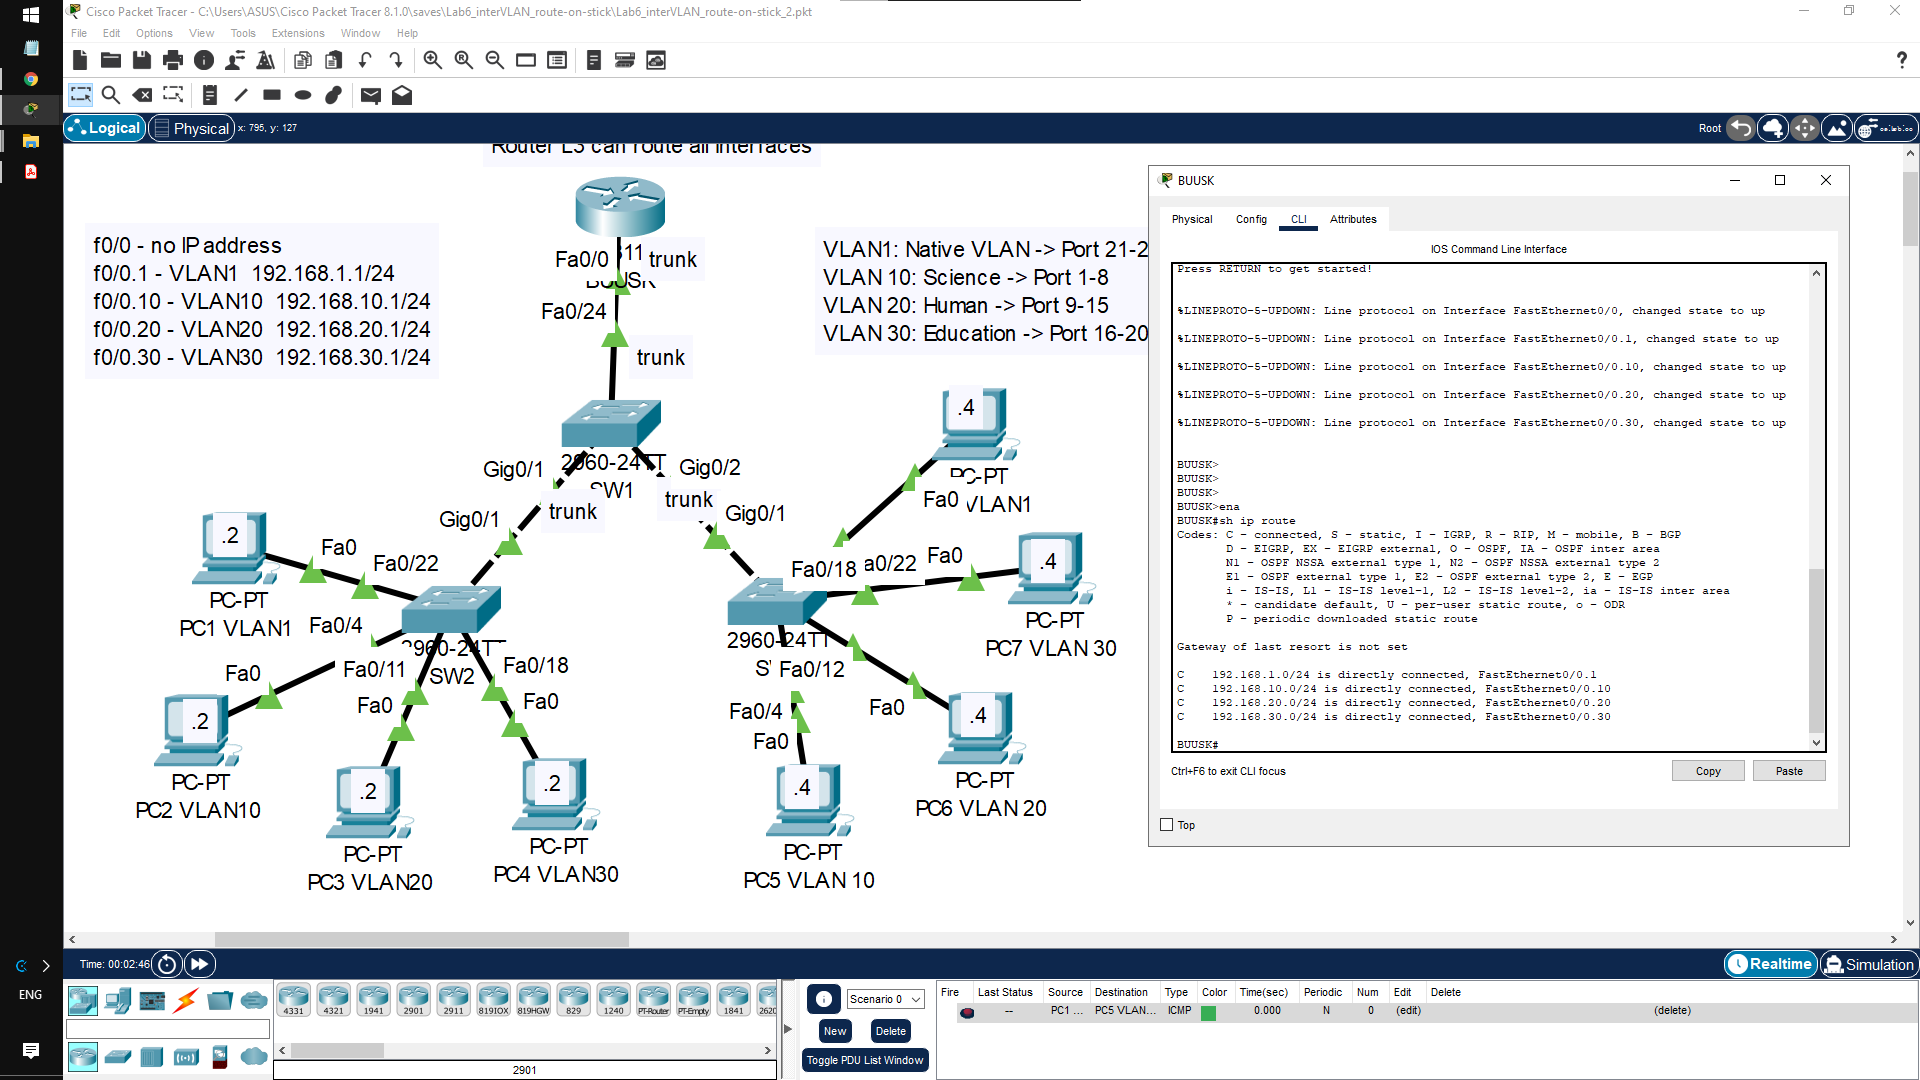 Cisco Packet Tracer - C:\Users\ASUS\Cisco Packet Tracer 8.1.0\saves\Lab6_interVLAN_route-on-stick\Lab6_interVLAN_route-on-stick_2.pkt
File Edit Options View Tools Extensions Window Help
Logical Physical x: 795, y: 127
Root
Router L3 can route all interfaces
f0/0 - no IP address
f0/0.1 - VLAN1 192.168.1.1/24
f0/0.10 - VLAN10 192.168.10.1/24
f0/0.20 - VLAN20 192.168.20.1/24
f0/0.30 - VLAN30 192.168.30.1/24
Fa0/0 trunk
BUUSK
Fa0/24
trunk
VLAN1: Native VLAN -> Port 21-2
VLAN 10: Science -> Port 1-8
VLAN 20: Human -> Port 9-15
VLAN 30: Education -> Port 16-20
2960-24TT
SW1
Gig0/1
Gig0/2
trunk
trunk
Gig0/1
Gig0/1
.2
Fa0
Fa0/22
PC-PT
PC1 VLAN1
Fa0/4
Fa0
.2
PC-PT
PC2 VLAN10
2960-24TT
SW2
Fa0/11
Fa0
.2
PC-PT
PC3 VLAN20
Fa0/18
Fa0
.2
PC-PT
PC4 VLAN30
.4
PC-PT
VLAN1
Fa0
Fa0/18
a0/22
Fa0
.4
PC-PT
PC7 VLAN 30
2960-24TT
Fa0/12
Fa0
.4
PC-PT
PC6 VLAN 20
Fa0/4
Fa0
.4
PC-PT
PC5 VLAN 10
BUUSK
Physical Config CLI Attributes
IOS Command Line Interface
Press RETURN to get started!
%LINEPROTO-5-UPDOWN: Line protocol on Interface FastEthernet0/0, changed state to up
%LINEPROTO-5-UPDOWN: Line protocol on Interface FastEthernet0/0.1, changed state to up
%LINEPROTO-5-UPDOWN: Line protocol on Interface FastEthernet0/0.10, changed state to up
%LINEPROTO-5-UPDOWN: Line protocol on Interface FastEthernet0/0.20, changed state to up
%LINEPROTO-5-UPDOWN: Line protocol on Interface FastEthernet0/0.30, changed state to up
BUUSK>
BUUSK>
BUUSK>
BUUSK>ena
BUUSK#sh ip route
Codes: C - connected, S - static, I - IGRP, R - RIP, M - mobile, B - BGP
D - EIGRP, EX - EIGRP external, O - OSPF, IA - OSPF inter area
N1 - OSPF NSSA external type 1, N2 - OSPF NSSA external type 2
E1 - OSPF external type 1, E2 - OSPF external type 2, E - EGP
i - IS-IS, L1 - IS-IS level-1, L2 - IS-IS level-2, ia - IS-IS inter area
* - candidate default, U - per-user static route, o - ODR
P - periodic downloaded static route
Gateway of last resort is not set
C 192.168.1.0/24 is directly connected, FastEthernet0/0.1
C 192.168.10.0/24 is directly connected, FastEthernet0/0.10
C 192.168.20.0/24 is directly connected, FastEthernet0/0.20
C 192.168.30.0/24 is directly connected, FastEthernet0/0.30
BUUSK#
Ctrl+F6 to exit CLI focus
Copy Paste
Top
Time: 00:02:46
Realtime Simulation
ENG
4331 4321 1941 2901 2911 819IOX 819HGW 829 1240 PT-Router PT-Empty 1841 2620
2901
Scenario 0
New Delete
Toggle PDU List Window
Fire Last Status Source Destination Type Color Time(sec) Periodic Num Edit Delete
-- PC1 ... PC5 VLAN... ICMP 0.000 N 0 (edit) (delete)